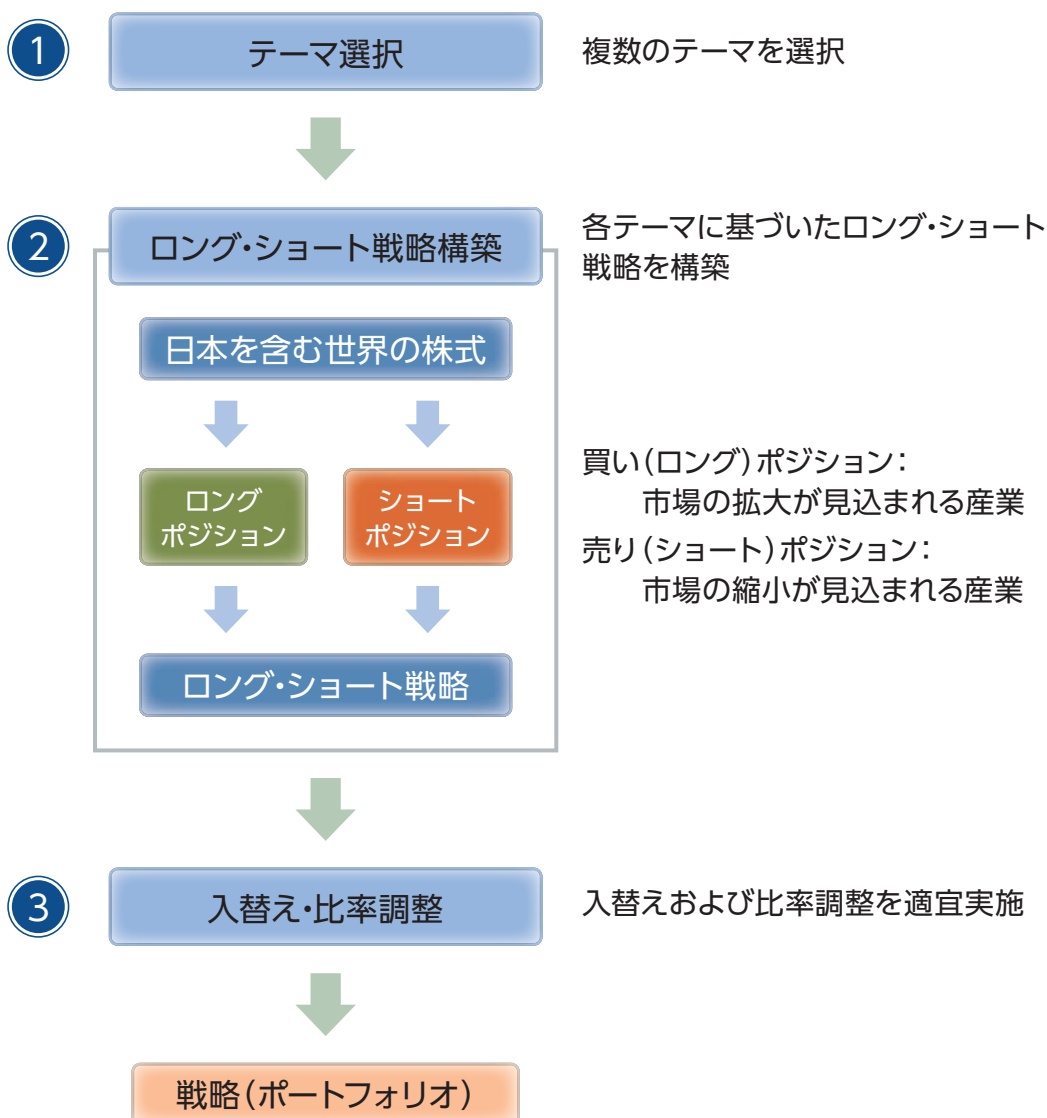 1
テーマ選択
複数のテーマを選択
2
ロング・ショート戦略構築
各テーマに基づいたロング・ショート
戦略を構築
日本を含む世界の株式
ロング
ポジション
ショート
ポジション
買い(ロング)ポジション：
市場の拡大が見込まれる産業
売り(ショート)ポジション：
市場の縮小が見込まれる産業
ロング・ショート戦略
3
入替え・比率調整
入替えおよび比率調整を適宜実施
戦略(ポートフォリオ)